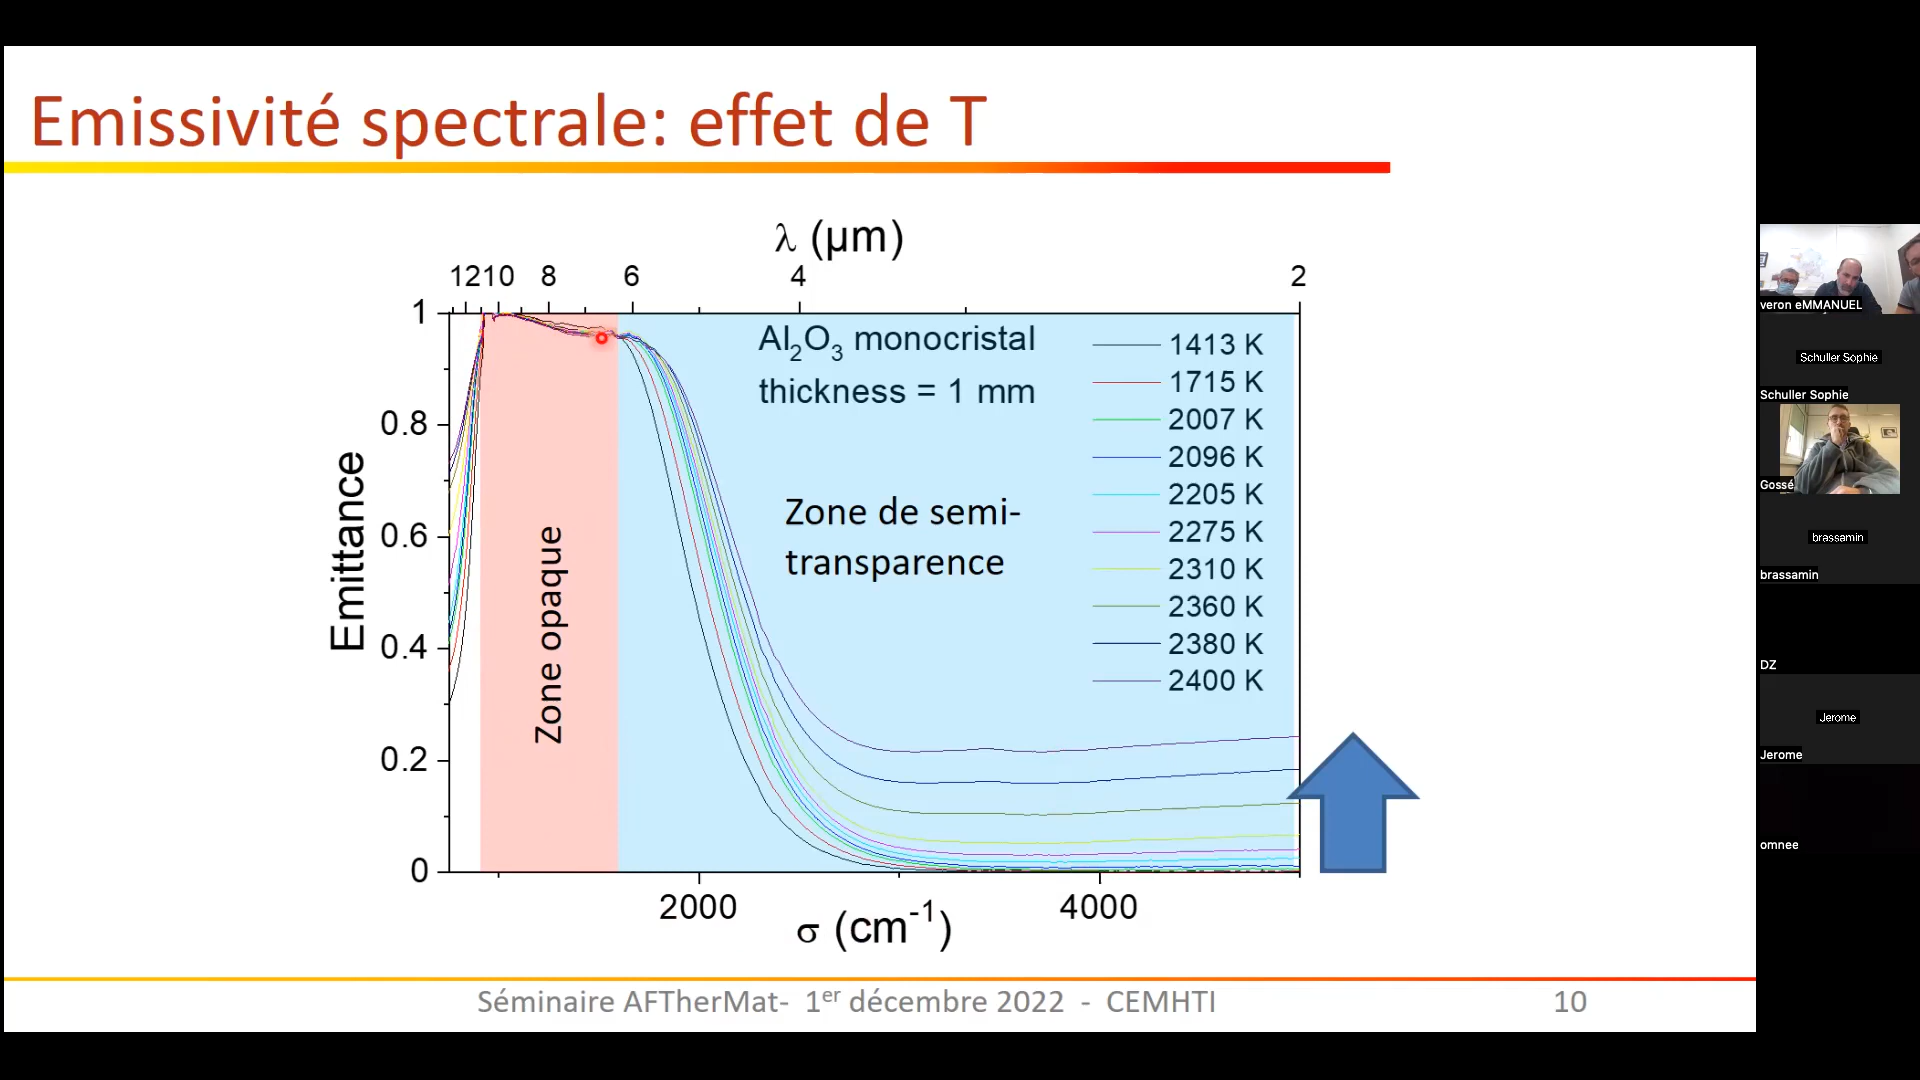 Emissivité spectrale: effet de T
λ (µm)
12 10 8 6 4 2
1
0.8
0.6
0.4
0.2
0
Emittance
Zone opaque
Al2O3 monocristal
thickness = 1 mm
Zone de semi-
transparence
1413 K
1715 K
2007 K
2096 K
2205 K
2275 K
2310 K
2360 K
2380 K
2400 K
2000 4000
σ (cm-1)
Séminaire AFTherMat- 1er décembre 2022 - CEMHTI 10
veron eMMANUEL
Schuller Sophie
Schuller Sophie
Gossé
brassamin
brassamin
DZ
Jerome
Jerome
omnee